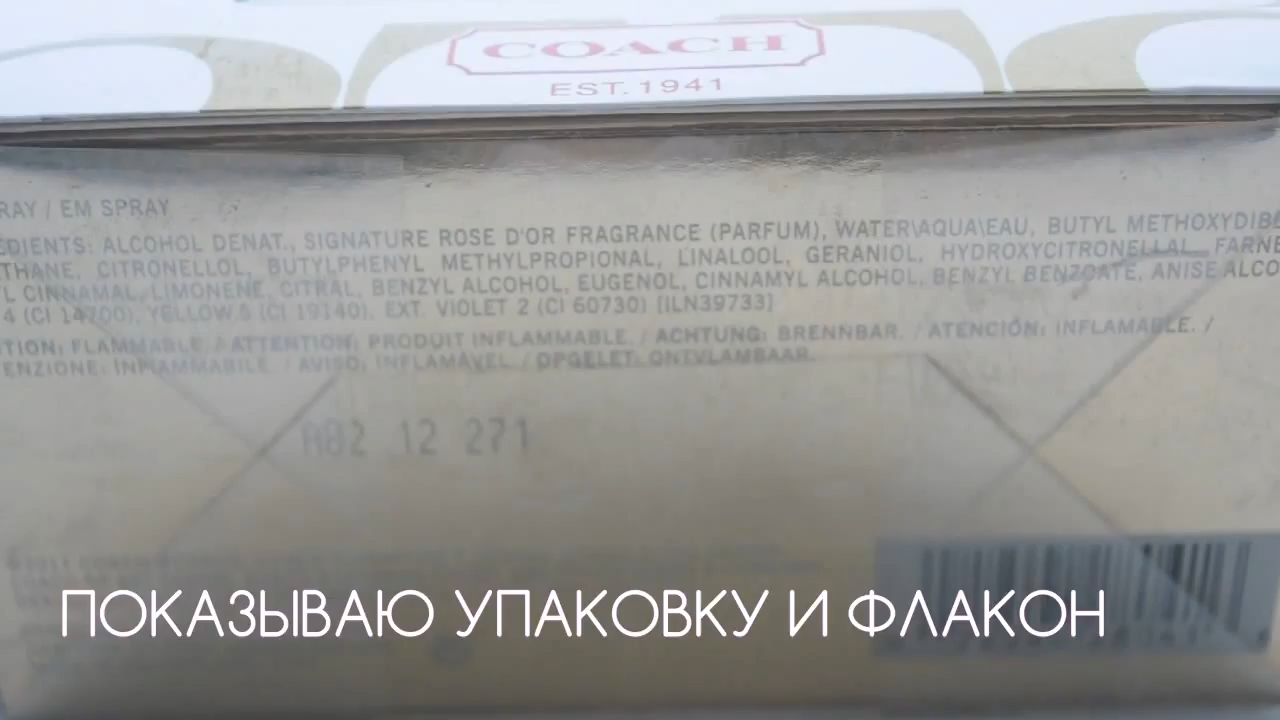 COACH
EST. 1941
RAY / EM SPRAY
EDIENTS: ALCOHOL DENAT., SIGNATURE ROSE D'OR FRAGRANCE (PARFUM), WATER\AQUA\EAU, BUTYL METHOXYDIB
ETHANE, CITRONELLOL, BUTYLPHENYL METHYLPROPIONAL, LINALOOL, GERANIOL, HYDROXYCITRONELLAL, FARNE
YL CINNAMAL, LIMONENE, CITRAL, BENZYL ALCOHOL, EUGENOL, CINNAMYL ALCOHOL, BENZYL BENZOATE, ANISE ALCO
4 (CI 14700), YELLOW 5 (CI 19140), EXT. VIOLET 2 (CI 60730) [ILN39733]
TION: FLAMMABLE. / ATTENTION: PRODUIT INFLAMMABLE. / ACHTUNG: BRENNBAR. / ATENCIÓN: INFLAMABLE. /
ENZIONE: INFIAMMABILE. / AVISO: INFLAMÁVEL. / OPGELET: ONTVLAMBAAR.
A82 12 271
ПОКАЗЫВАЮ УПАКОВКУ И ФЛАКОН